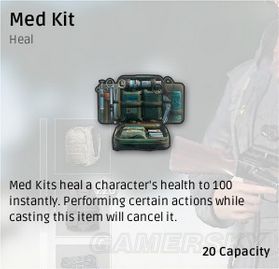 Med Kit
Heal
Med Kits heal a character's health to 100
instantly. Performing certain actions while
casting this item will cancel it.
20 Capacity
GAMERSKY